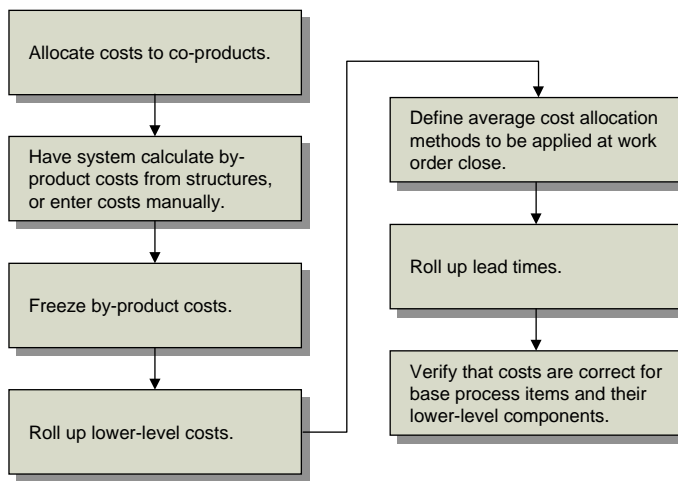 Allocate costs to co-products.
Have system calculate by-
product costs from structures,
or enter costs manually.
Freeze by-product costs.
Roll up lower-level costs.
Define average cost allocation
methods to be applied at work
order close.
Roll up lead times.
Verify that costs are correct for
base process items and their
lower-level components.